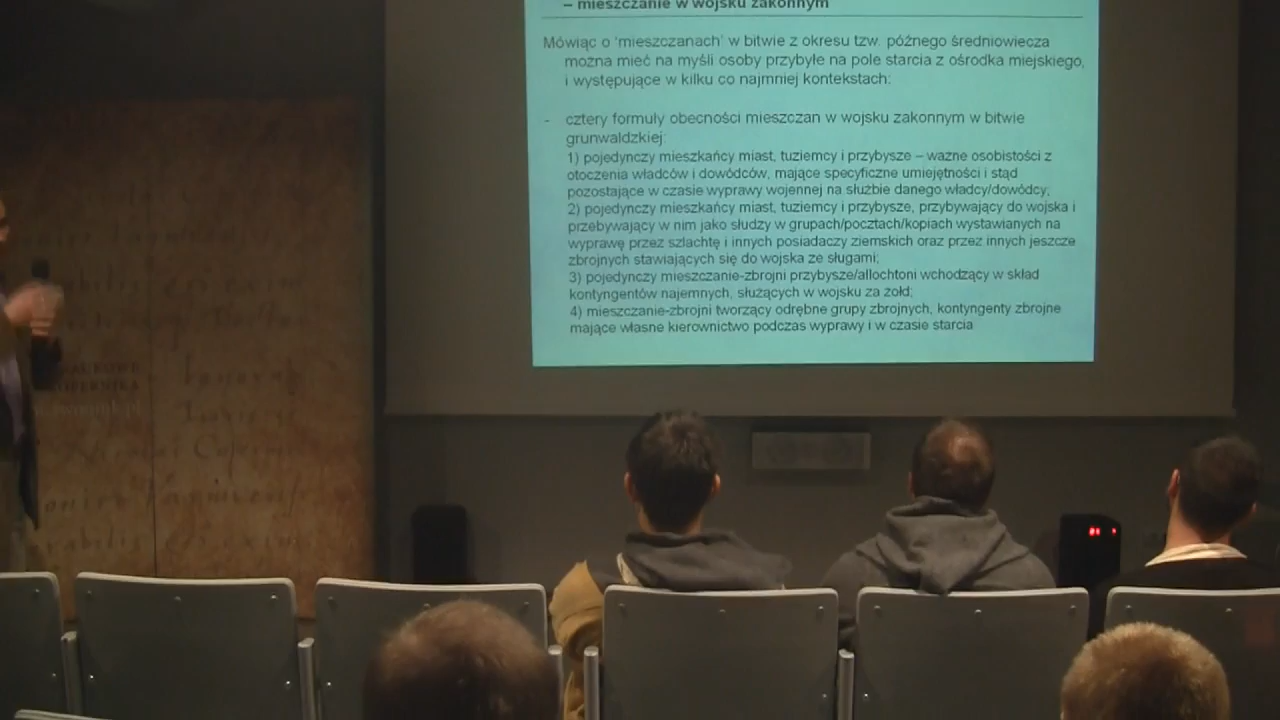 – mieszczanie w wojsku zakonnym
Mówiąc o 'mieszczanach' w bitwie z okresu tzw. późnego średniowiecza
można mieć na myśli osoby przybyłe na pole starcia z ośrodka miejskiego,
i występujące w kilku co najmniej kontekstach:
- cztery formuły obecności mieszczan w wojsku zakonnym w bitwie
grunwaldzkiej:
1) pojedynczy mieszkańcy miast, tuziemcy i przybysze – ważne osobistości z
otoczenia władców i dowódców, mające specyficzne umiejętności i stąd
pozostające w czasie wyprawy wojennej na służbie danego władcy/dowódcy;
2) pojedynczy mieszkańcy miast, tuziemcy i przybysze, przybywający do wojska i
przebywający w nim jako słudzy w grupach/pocztach/kopiach wystawianych na
wyprawę przez szlachtę i innych posiadaczy ziemskich oraz przez innych jeszcze
zbrojnych stawiających się do wojska ze sługami;
3) pojedynczy mieszczanie-zbrojni przybysze/allochtoni wchodzący w skład
kontyngentów najemnych, służących w wojsku za żołd;
4) mieszczanie-zbrojni tworzący odrębne grupy zbrojnych, kontyngenty zbrojne
mające własne kierownictwo podczas wyprawy i w czasie starcia